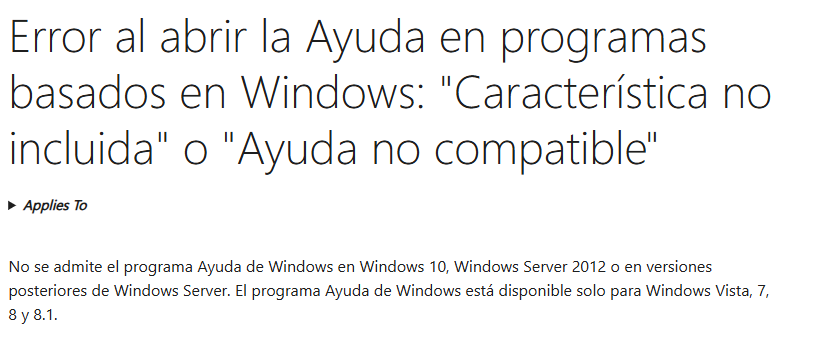 Error al abrir la Ayuda en programas
basados en Windows: "Característica no
incluida" o "Ayuda no compatible"
Applies To
No se admite el programa Ayuda de Windows en Windows 10, Windows Server 2012 o en versiones
posteriores de Windows Server. El programa Ayuda de Windows está disponible solo para Windows Vista, 7,
8 y 8.1.